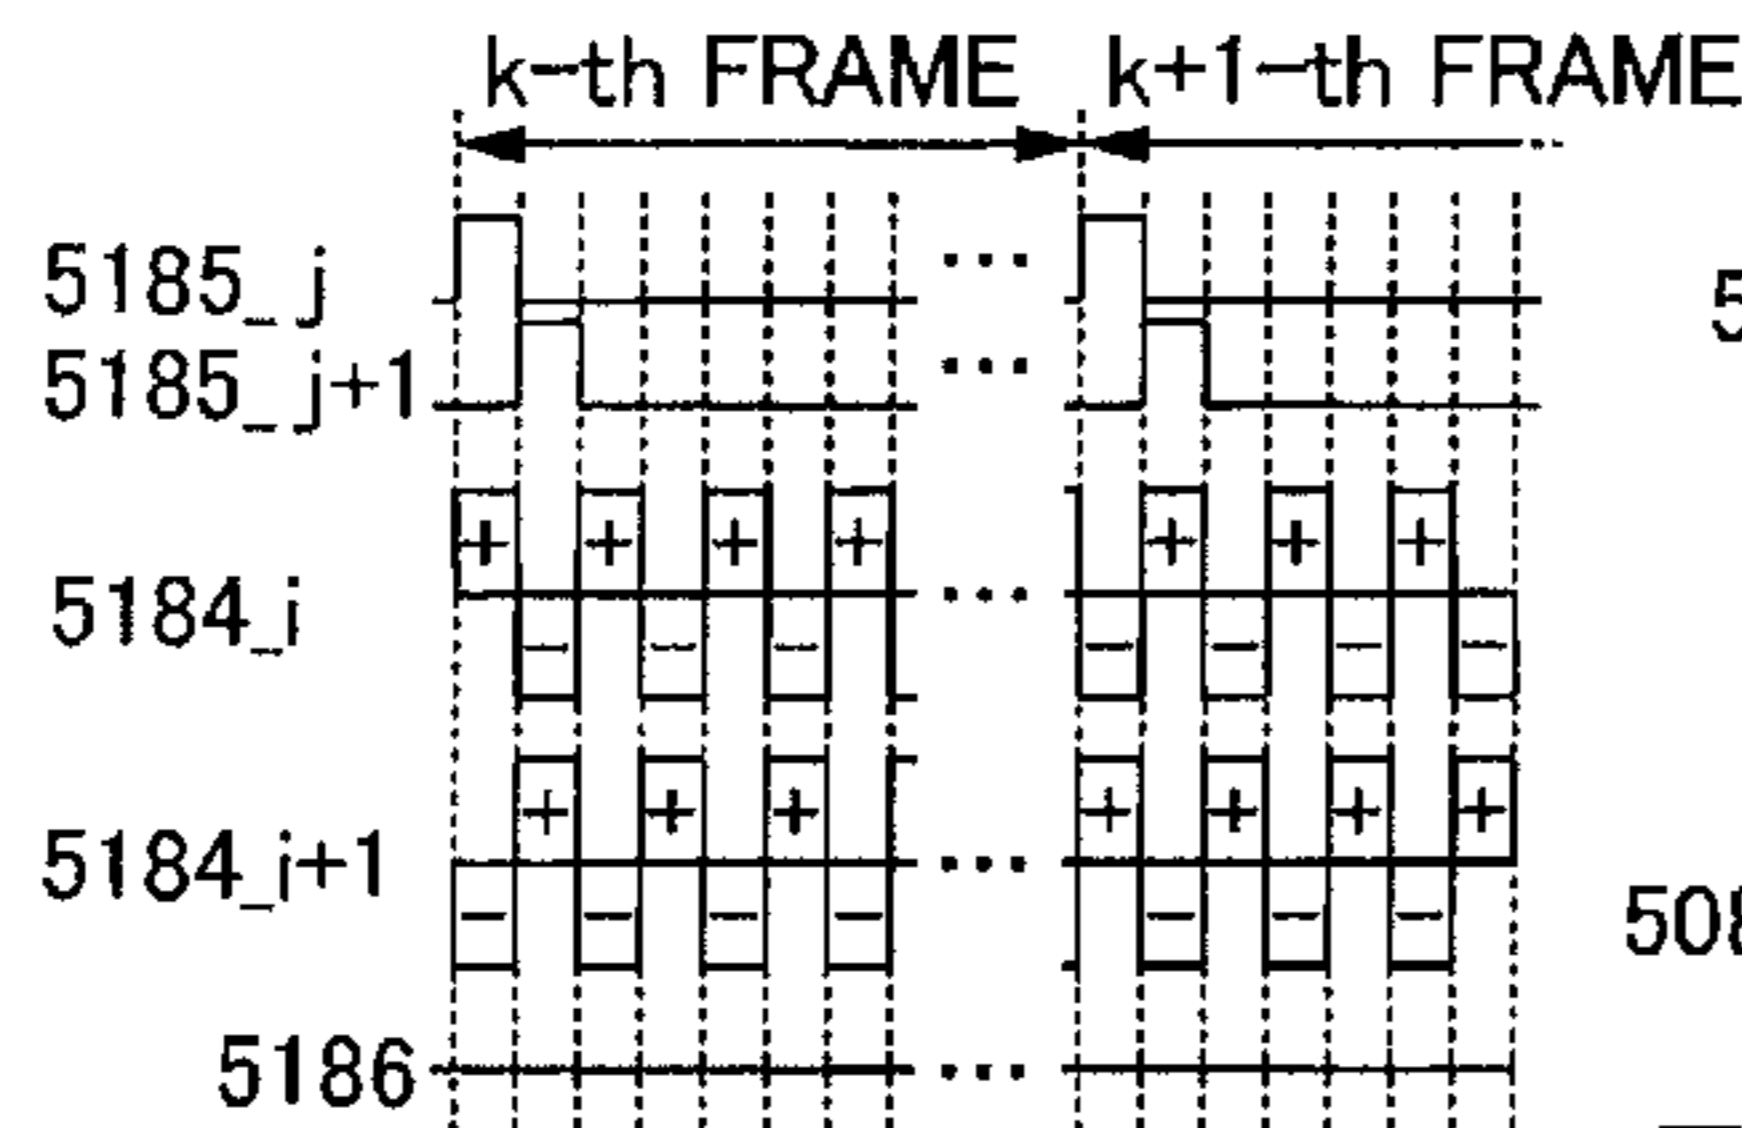 k-th FRAME k+1-th FRAME
5185_j
5185_j+1
+ + + + + + +
5184_i
− − − − − − −
+ + + + + + +
5184_i+1
− − − − − − −
5186